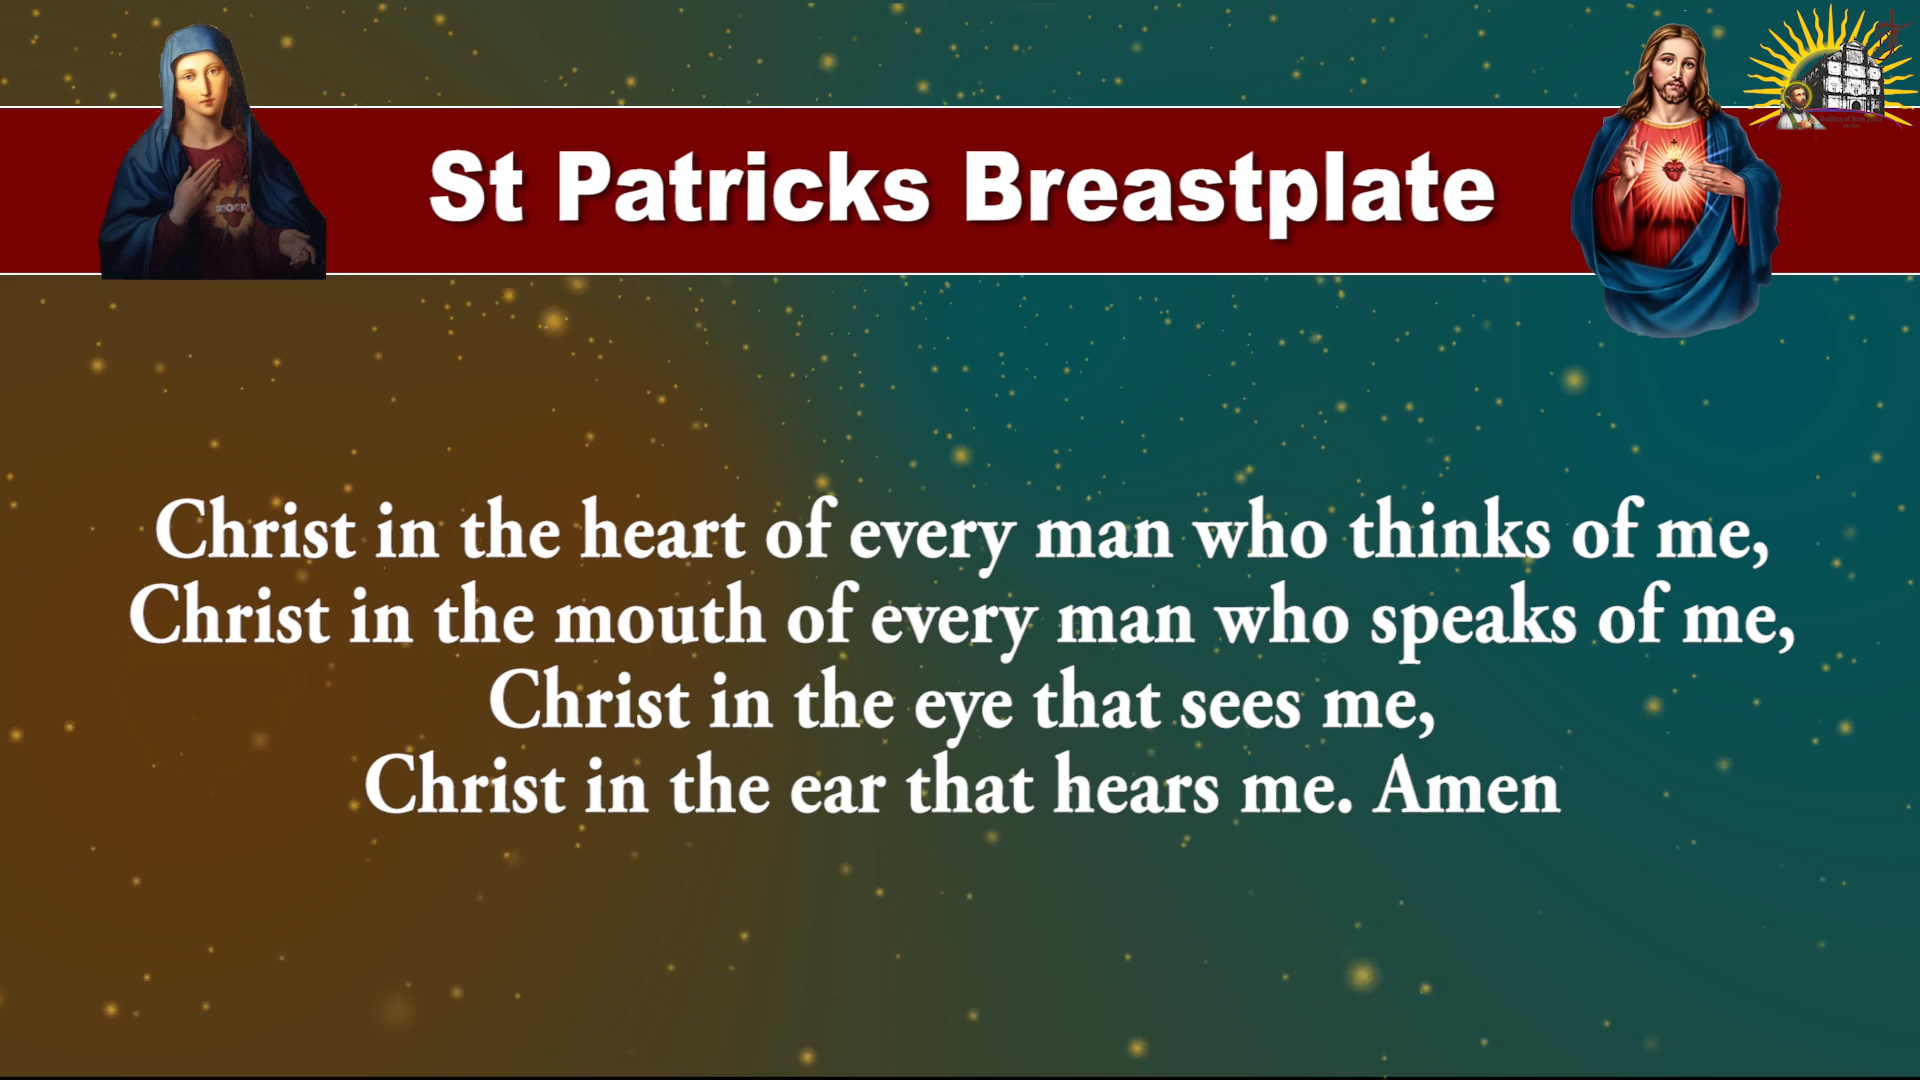 St Patricks Breastplate
Christ in the heart of every man who thinks of me,
Christ in the mouth of every man who speaks of me,
Christ in the eye that sees me,
Christ in the ear that hears me. Amen